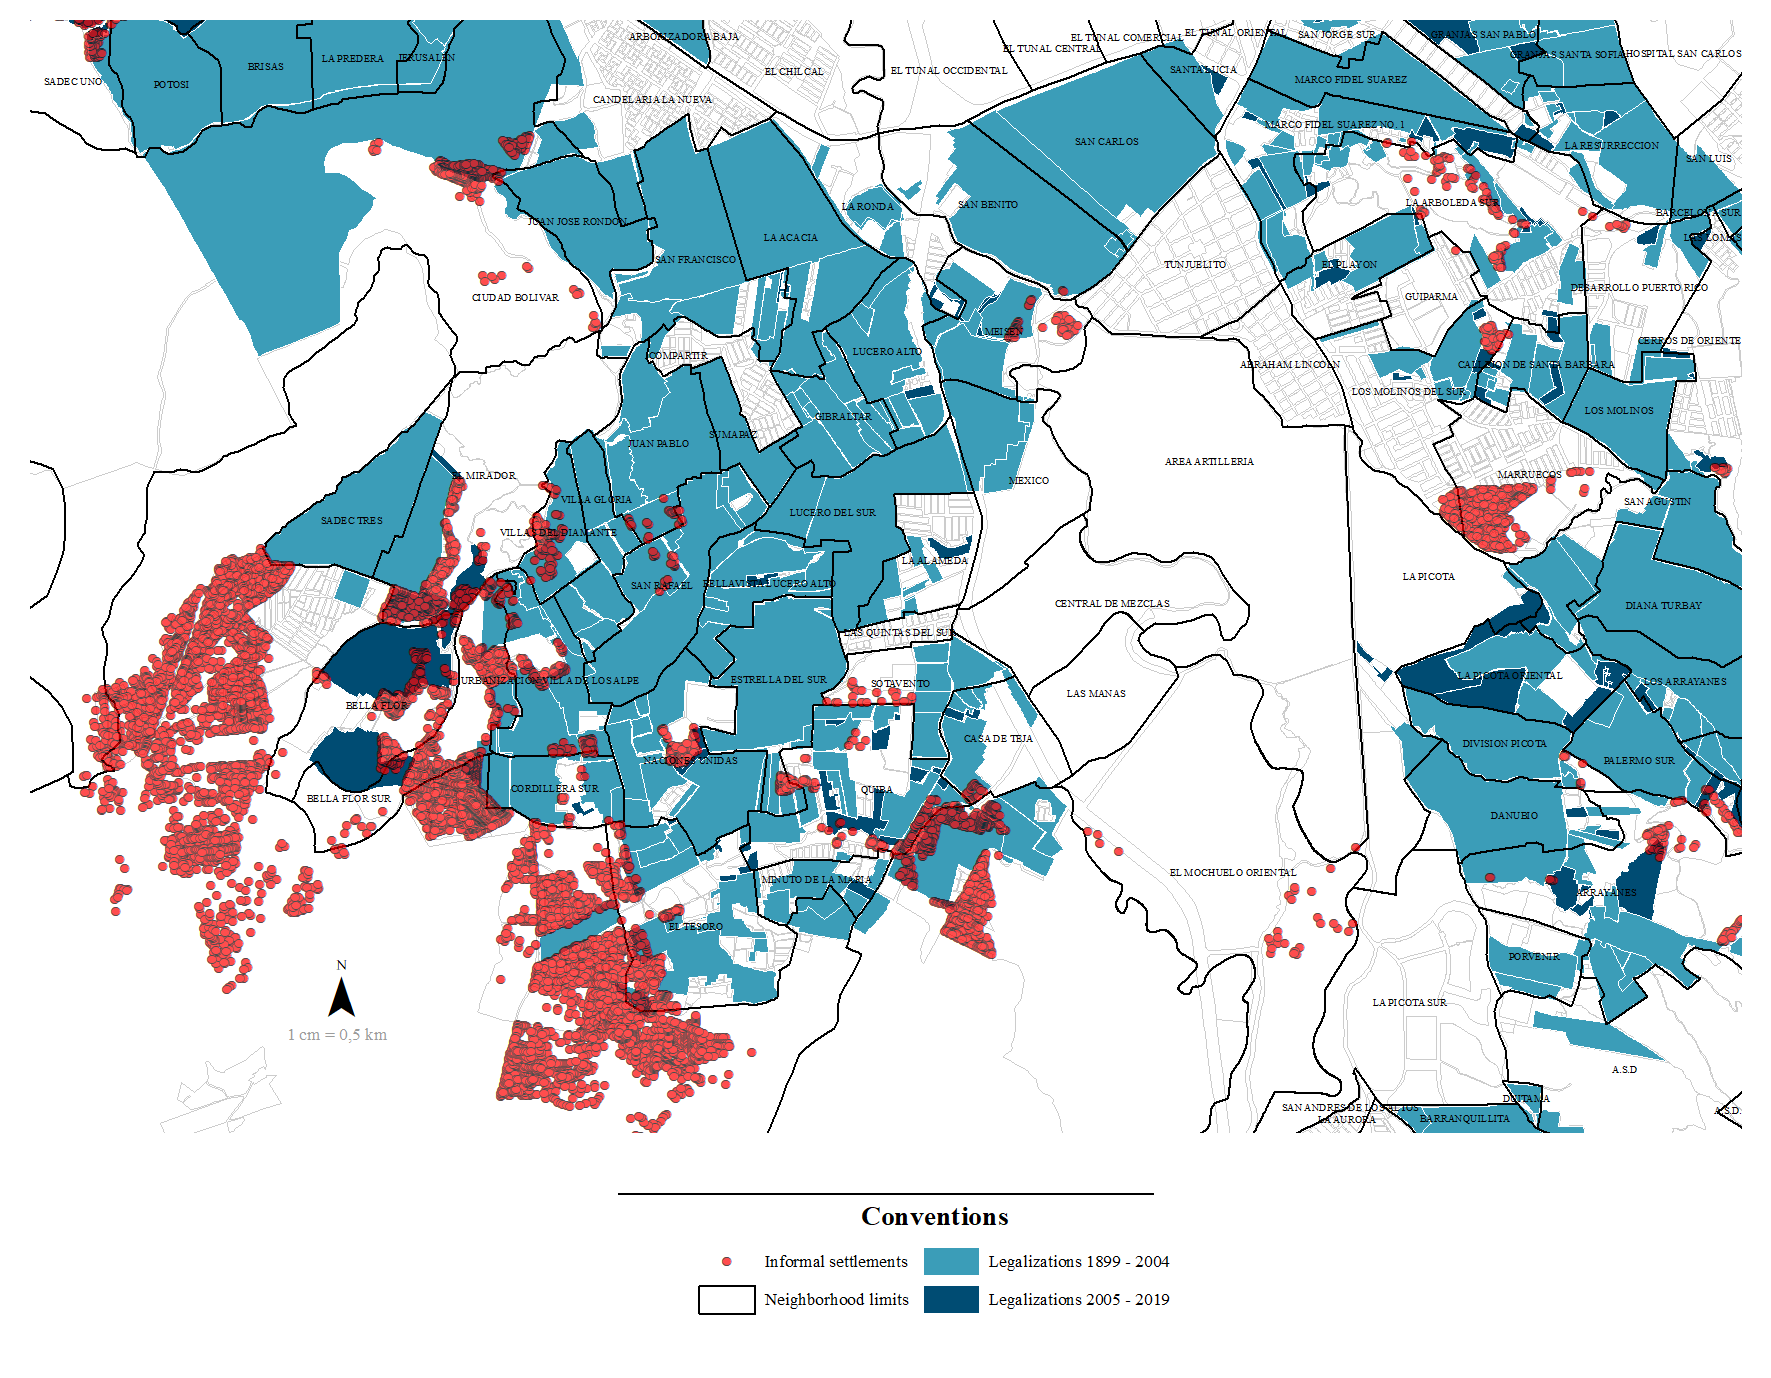 ARBORIZADORA BAJA
EL TUNAL COMERCIAL
EL TUNAL ORIENTAL
SAN JORGE SUR
GRANJAS SAN PABLO
EL TUNAL CENTRAL
GRANJAS SANTA SOFIA
HOSPITAL SAN CARLOS
SADEC UNO
POTOSI
BRISAS
LA PREDERA
JERUSALEN
EL CHILCAL
EL TUNAL OCCIDENTAL
SANTA LUCIA
MARCO FIDEL SUAREZ
CANDELARIA LA NUEVA
MARCO FIDEL SUAREZ NO. 1
SAN CARLOS
LA RESURRECCION
SAN LUIS
JUAN JOSE RONDON
LA RONDA
SAN BENITO
LA ARBOLEDA SUR
BARCELONA SUR
LA ACACIA
LAS LOMAS
SAN FRANCISCO
TUNJUELITO
EL PLAYON
CIUDAD BOLIVAR
GUIPARMA
DESARROLLO PUERTO RICO
MEISEN
COMPARTIR
LUCERO ALTO
CERROS DE ORIENTE
ABRAHAM LINCOLN
CALLEJON DE SANTA BARBARA
LOS MOLINOS DEL SUR
GIBRALTAR
LOS MOLINOS
JUAN PABLO
SUMAPAZ
AREA ARTILLERIA
EL MIRADOR
MEXICO
MARRUECOS
VILLA GLORIA
SAN AGUSTIN
SADEC TRES
VILLAS DEL DIAMANTE
LUCERO DEL SUR
LA ALAMEDA
LA PICOTA
SAN RAFAEL
BELLAVISTA LUCERO ALTO
CENTRAL DE MEZCLAS
DIANA TURBAY
LAS QUINTAS DEL SUR
URBANIZACION VILLA DE LOS ALPE
ESTRELLA DEL SUR
SOTAVENTO
LAS MANAS
LA PICOTA ORIENTAL
LOS ARRAYANES
BELLA FLOR
CASA DE TEJA
DIVISION PICOTA
NACIONES UNIDAS
PALERMO SUR
BELLA FLOR SUR
CORDILLERA SUR
QUIBA
DANUBIO
MINUTO DE LA MARIA
EL MOCHUELO ORIENTAL
ARRAYANES
EL TESORO
PORVENIR
N
1 cm = 0,5 km
LA PICOTA SUR
A.S.D
DUITAMA
SAN ANDRES DE LOS ALTOS
LA AURORA
BARRANQUILLITA
A.S.D.
Conventions
Informal settlements
Legalizations 1899 - 2004
Neighborhood limits
Legalizations 2005 - 2019